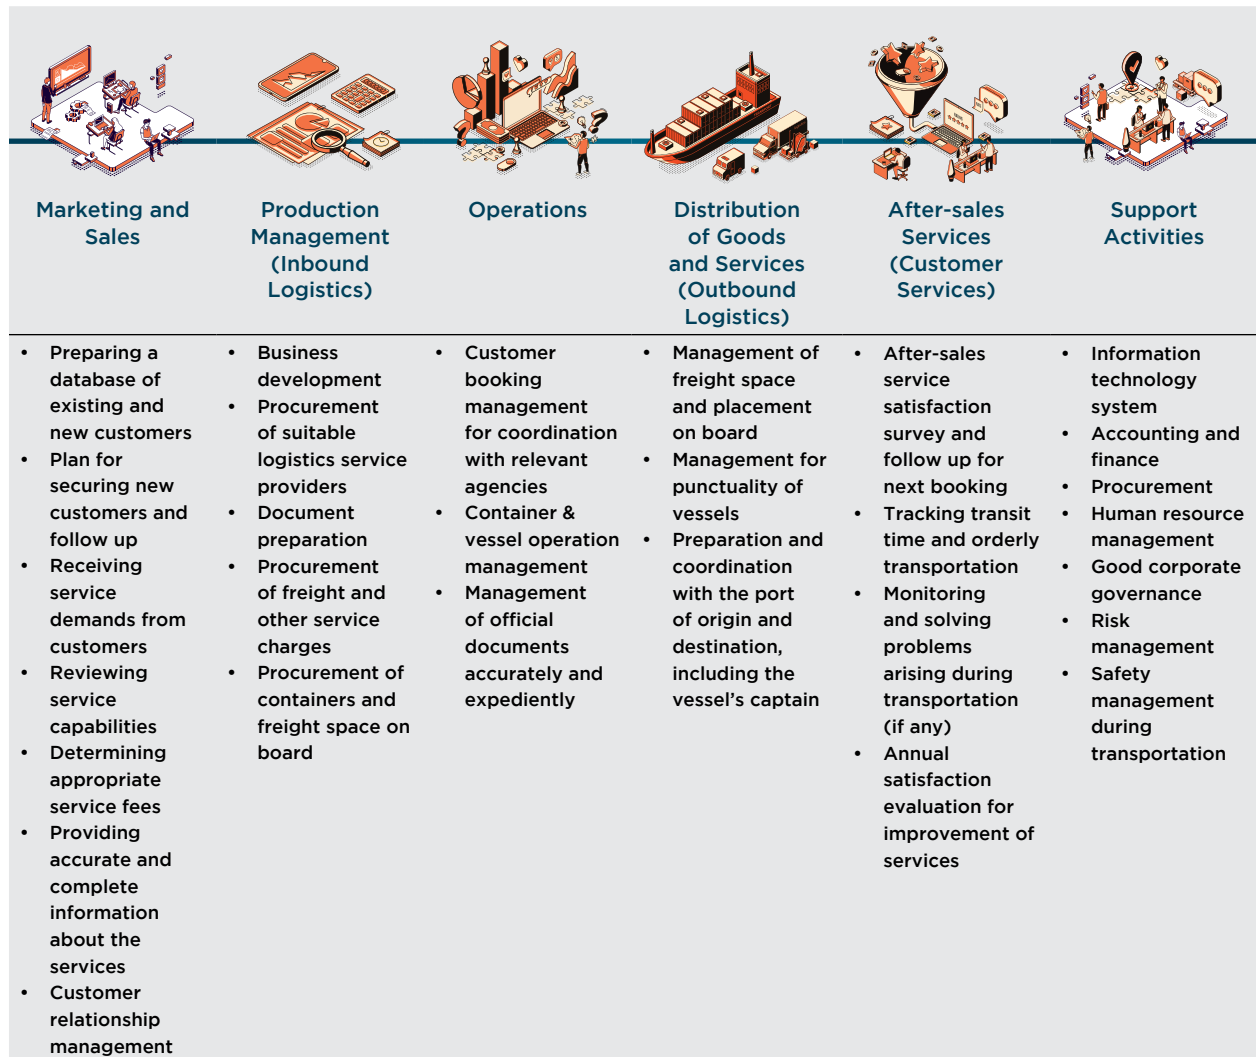 Marketing and
Sales
Production
Management
(Inbound
Logistics)
Operations
Distribution
of Goods
and Services
(Outbound
Logistics)
After-sales
Services
(Customer
Services)
Support
Activities
• Preparing a
database of
existing and
new customers
• Plan for
securing new
customers and
follow up
• Receiving
service
demands from
customers
• Reviewing
service
capabilities
• Determining
appropriate
service fees
• Providing
accurate and
complete
information
about the
services
• Customer
relationship
management
• Business
development
• Procurement
of suitable
logistics service
providers
• Document
preparation
• Procurement
of freight and
other service
charges
• Procurement of
containers and
freight space on
board
• Customer
booking
management
for coordination
with relevant
agencies
• Container &
vessel operation
management
• Management
of official
documents
accurately and
expediently
• Management of
freight space
and placement
on board
• Management for
punctuality of
vessels
• Preparation and
coordination
with the port
of origin and
destination,
including the
vessel's captain
• After-sales
service
satisfaction
survey and
follow up for
next booking
• Tracking transit
time and orderly
transportation
• Monitoring
and solving
problems
arising during
transportation
(if any)
• Annual
satisfaction
evaluation for
improvement of
services
• Information
technology
system
• Accounting and
finance
• Procurement
• Human resource
management
• Good corporate
governance
• Risk
management
• Safety
management
during
transportation